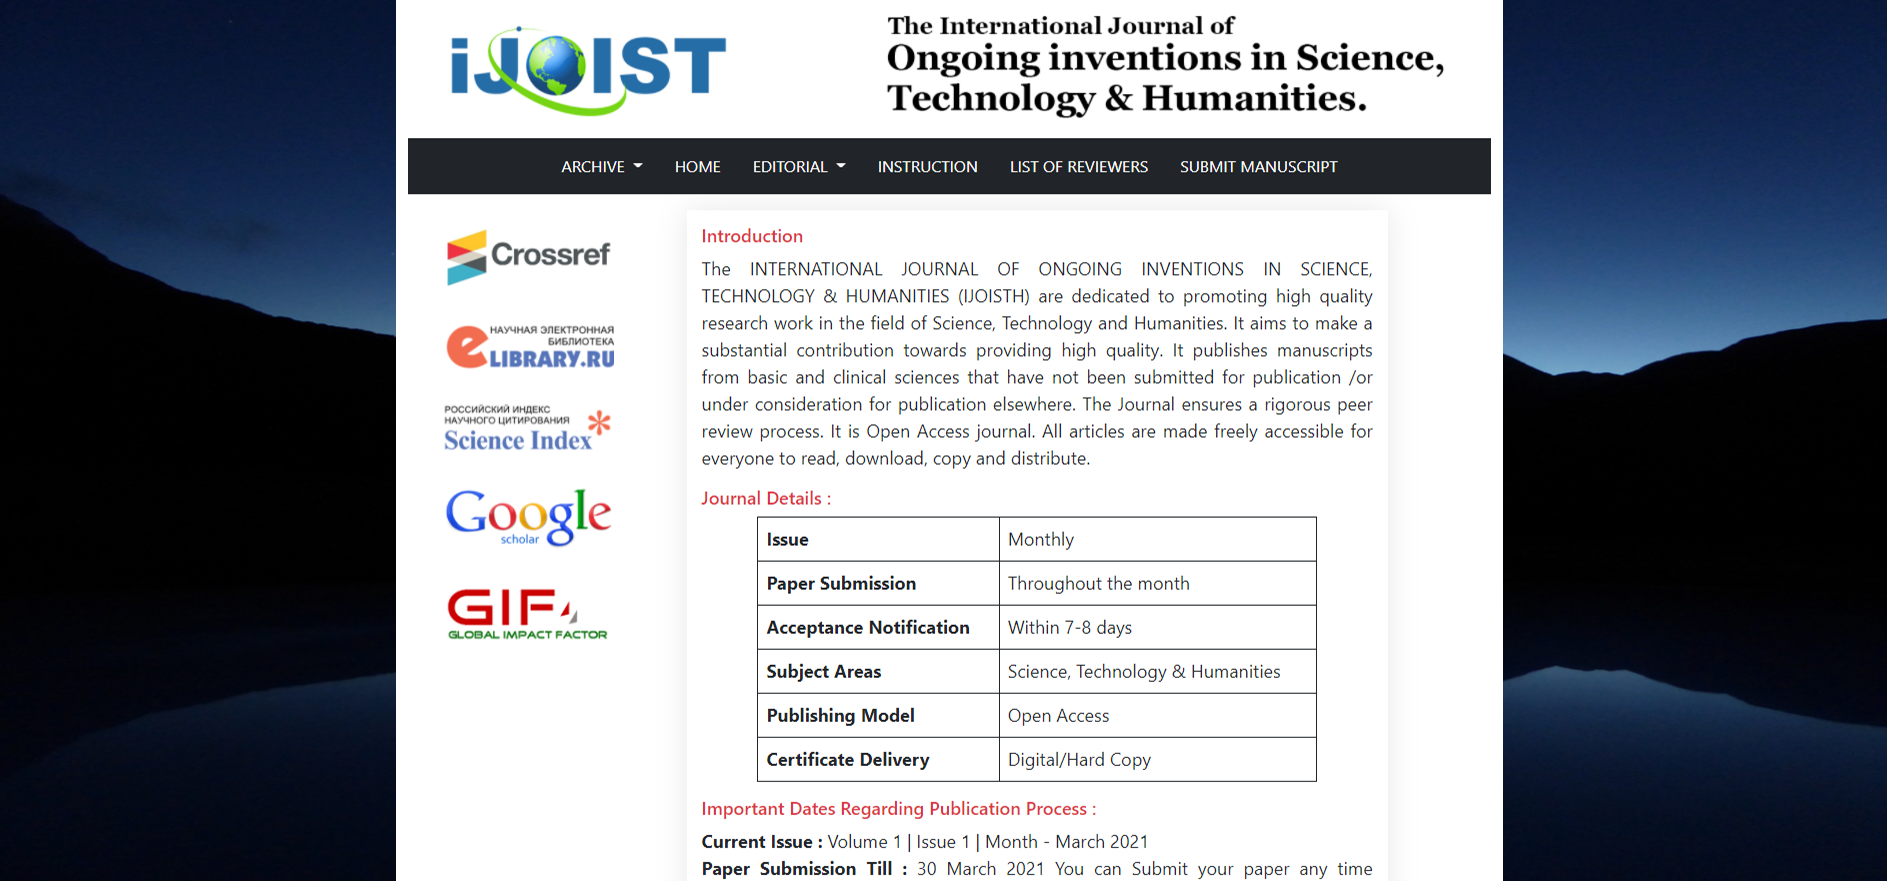 iJOIST
The International Journal of
Ongoing inventions in Science,
Technology & Humanities.
ARCHIVE HOME EDITORIAL INSTRUCTION LIST OF REVIEWERS SUBMIT MANUSCRIPT
Crossref
НАУЧНАЯ ЭЛЕКТРОННАЯ
БИБЛИОТЕКА
eLIBRARY.RU
РОССИЙСКИЙ ИНДЕКС
НАУЧНОГО ЦИТИРОВАНИЯ
Science Index
Google
scholar
GIF
GLOBAL IMPACT FACTOR
Introduction
The INTERNATIONAL JOURNAL OF ONGOING INVENTIONS IN SCIENCE,
TECHNOLOGY & HUMANITIES (IJOISTH) are dedicated to promoting high quality
research work in the field of Science, Technology and Humanities. It aims to make a
substantial contribution towards providing high quality. It publishes manuscripts
from basic and clinical sciences that have not been submitted for publication /or
under consideration for publication elsewhere. The Journal ensures a rigorous peer
review process. It is Open Access journal. All articles are made freely accessible for
everyone to read, download, copy and distribute.
Journal Details :
Issue Monthly
Paper Submission Throughout the month
Acceptance Notification Within 7-8 days
Subject Areas Science, Technology & Humanities
Publishing Model Open Access
Certificate Delivery Digital/Hard Copy
Important Dates Regarding Publication Process :
Current Issue : Volume 1 | Issue 1 | Month - March 2021
Paper Submission Till : 30 March 2021 You can Submit your paper any time